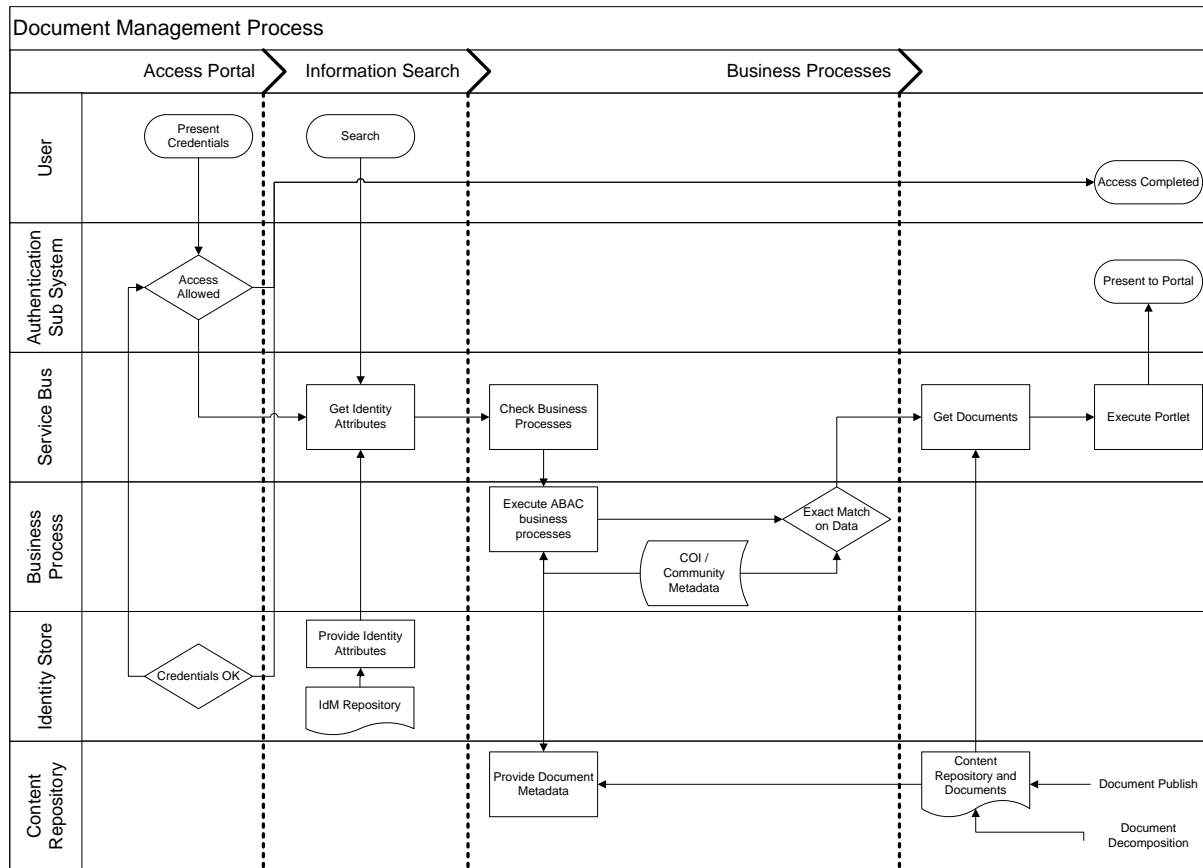 Document Management Process
Access Portal
Information Search
Business Processes
User
Present
Credentials
Search
Access Completed
Authentication
Sub System
Access
Allowed
Present to Portal
Service Bus
Get Identity
Attributes
Check Business
Processes
Get Documents
Execute Portlet
Business
Process
Execute ABAC
business
processes
Exact Match
on Data
COI /
Community
Metadata
Identity Store
Credentials OK
Provide Identity
Attributes
IdM Repository
Content
Repository
Provide Document
Metadata
Content
Repository and
Documents
Document Publish
Document
Decomposition